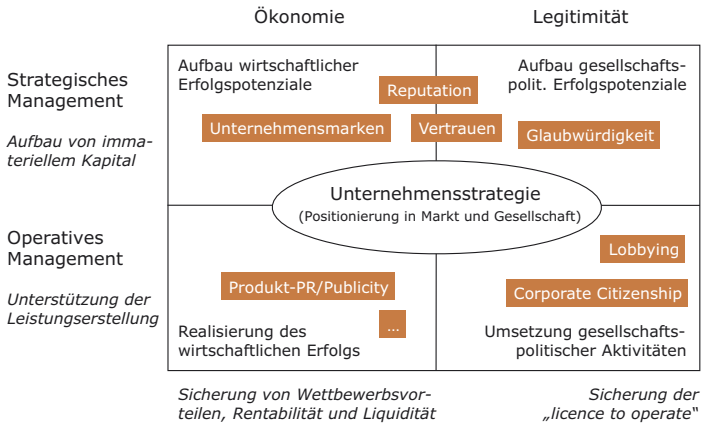 Ökonomie
Legitimität
Strategisches
Management
Aufbau von imma-
teriellem Kapital
Aufbau wirtschaftlicher
Erfolgspotenziale
Aufbau gesellschafts-
polit. Erfolgspotenziale
Reputation
Unternehmensmarken
Vertrauen
Glaubwürdigkeit
Unternehmensstrategie
(Positionierung in Markt und Gesellschaft)
Operatives
Management
Unterstützung der
Leistungserstellung
Lobbying
Produkt-PR/Publicity
Corporate Citizenship
...
Realisierung des
wirtschaftlichen Erfolgs
Umsetzung gesellschafts-
politischer Aktivitäten
Sicherung von Wettbewerbsvor-
teilen, Rentabilität und Liquidität
Sicherung der
„licence to operate“